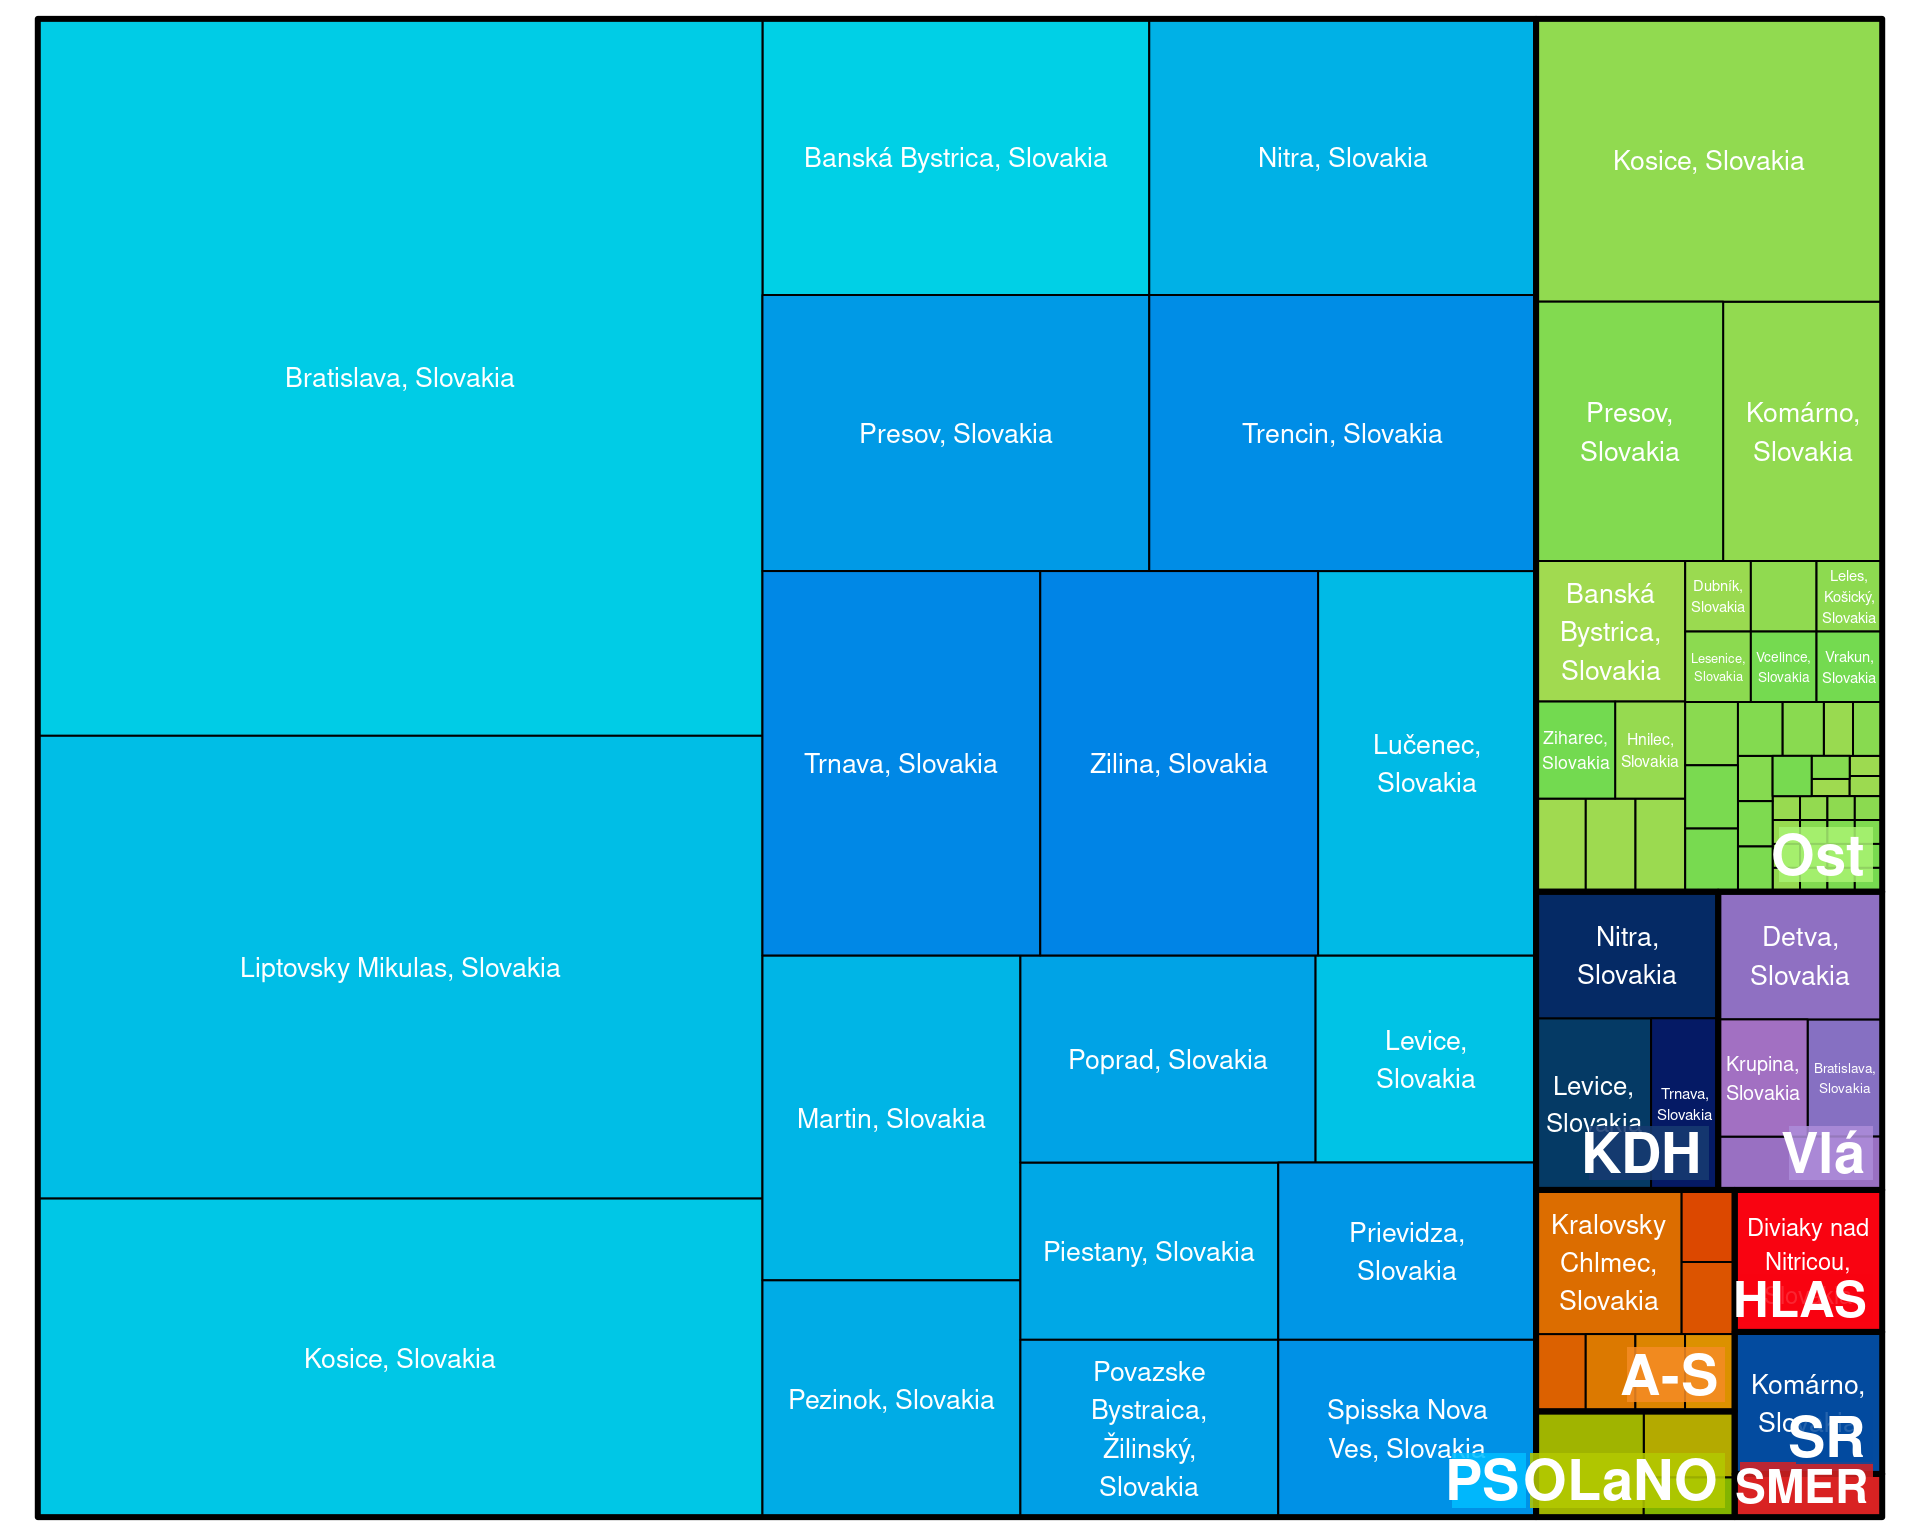 Bratislava, Slovakia
Liptovsky Mikulas, Slovakia
Kosice, Slovakia
Banská Bystrica, Slovakia
Nitra, Slovakia
Presov, Slovakia
Trencin, Slovakia
Trnava, Slovakia
Zilina, Slovakia
Lučenec,
Slovakia
Martin, Slovakia
Poprad, Slovakia
Levice,
Slovakia
Pezinok, Slovakia
Piestany, Slovakia
Prievidza,
Slovakia
Povazske
Bystraica,
Žilinský,
Slovakia
Spisska Nova
Ves, Slovakia
PS
Kosice, Slovakia
Presov,
Slovakia
Komárno,
Slovakia
Banská
Bystrica,
Slovakia
Dubník,
Slovakia
Leles,
Košický,
Slovakia
Lesenice,
Slovakia
Vcelince,
Slovakia
Vrakun,
Slovakia
Ziharec,
Slovakia
Hnilec,
Slovakia
Ost
Nitra,
Slovakia
Levice,
Slovakia
Trnava,
Slovakia
KDH
Detva,
Slovakia
Krupina,
Slovakia
Bratislava,
Slovakia
Vlá
Kralovsky
Chlmec,
Slovakia
A-S
Diviaky nad
Nitricou,
Slovakia
HLAS
OLaNO
Komárno,
Slovakia
SR
SMER